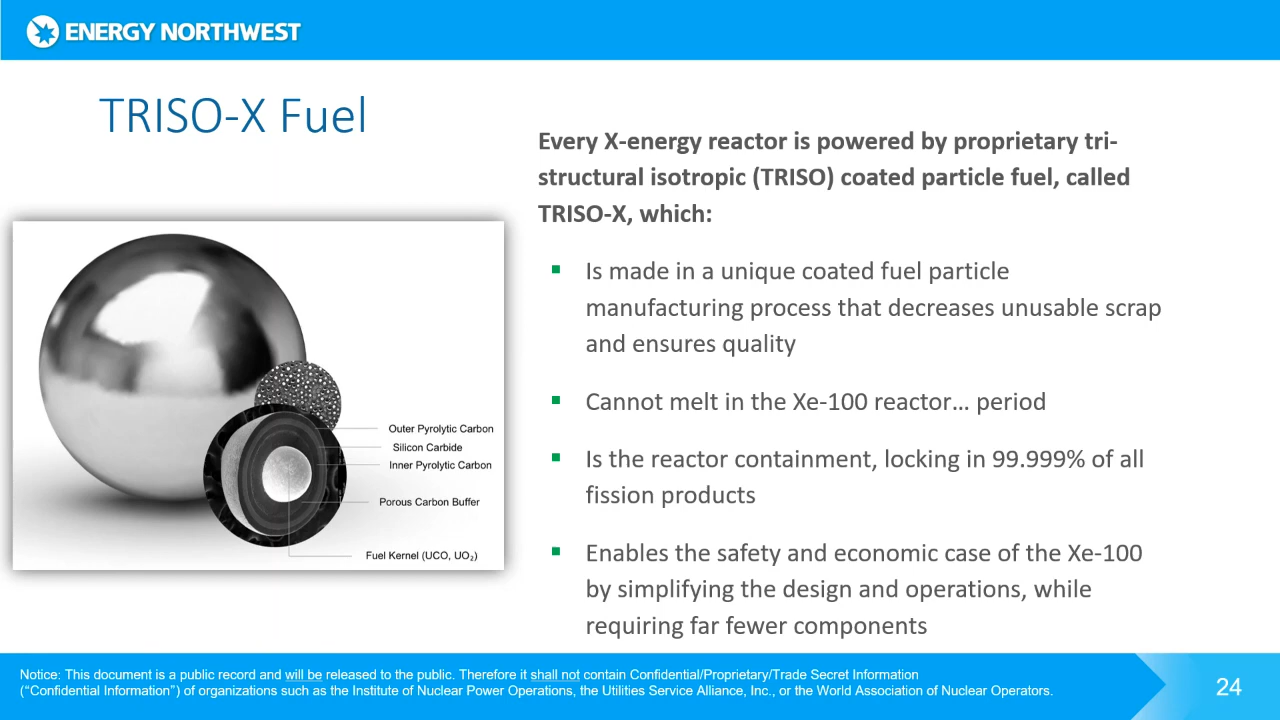 ENERGY NORTHWEST
TRISO-X Fuel
Every X-energy reactor is powered by proprietary tri-
structural isotropic (TRISO) coated particle fuel, called
TRISO-X, which:
▪ Is made in a unique coated fuel particle
manufacturing process that decreases unusable scrap
and ensures quality
▪ Cannot melt in the Xe-100 reactor… period
▪ Is the reactor containment, locking in 99.999% of all
fission products
▪ Enables the safety and economic case of the Xe-100
by simplifying the design and operations, while
requiring far fewer components
Outer Pyrolytic Carbon
Silicon Carbide
Inner Pyrolytic Carbon
Porous Carbon Buffer
Fuel Kernel (UCO, UO₂)
Notice: This document is a public record and will be released to the public. Therefore it shall not contain Confidential/Proprietary/Trade Secret Information
(“Confidential Information”) of organizations such as the Institute of Nuclear Power Operations, the Utilities Service Alliance, Inc., or the World Association of Nuclear Operators.
24